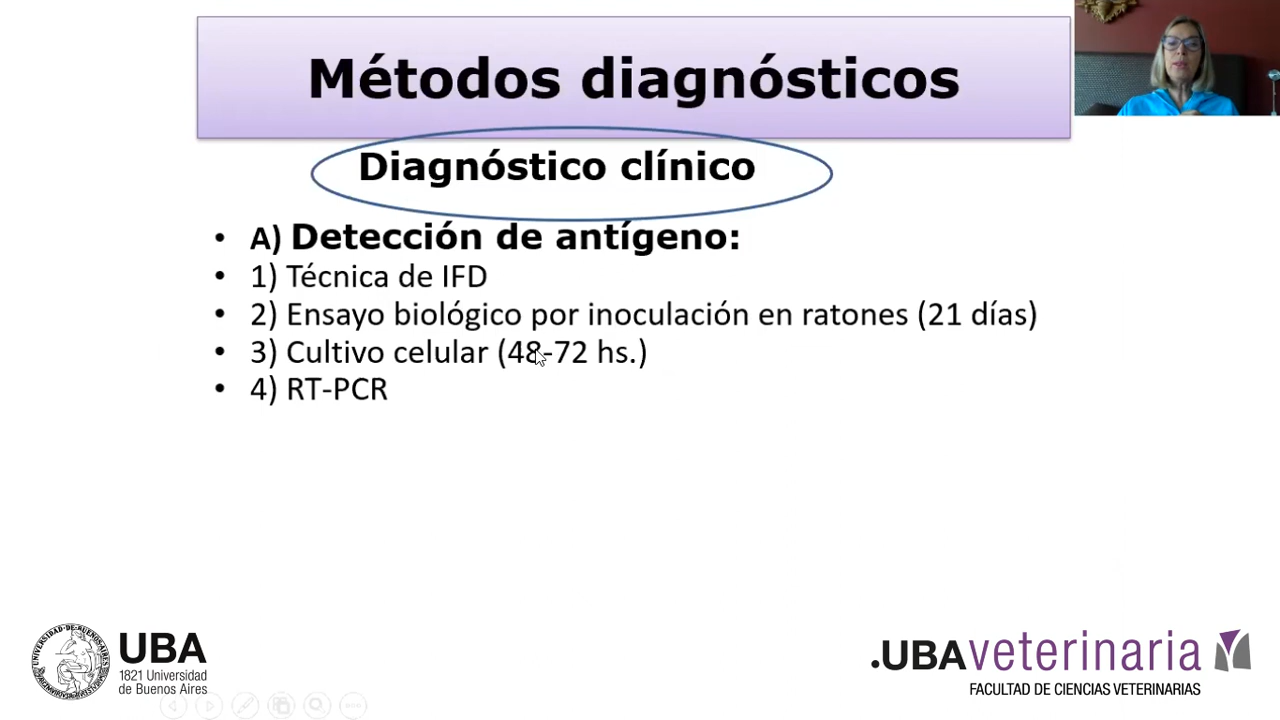 Métodos diagnósticos
Diagnóstico clínico
• A) Detección de antígeno:
• 1) Técnica de IFD
• 2) Ensayo biológico por inoculación en ratones (21 días)
• 3) Cultivo celular (48-72 hs.)
• 4) RT-PCR
UBA
1821 Universidad
de Buenos Aires
.UBAveterinaria
FACULTAD DE CIENCIAS VETERINARIAS